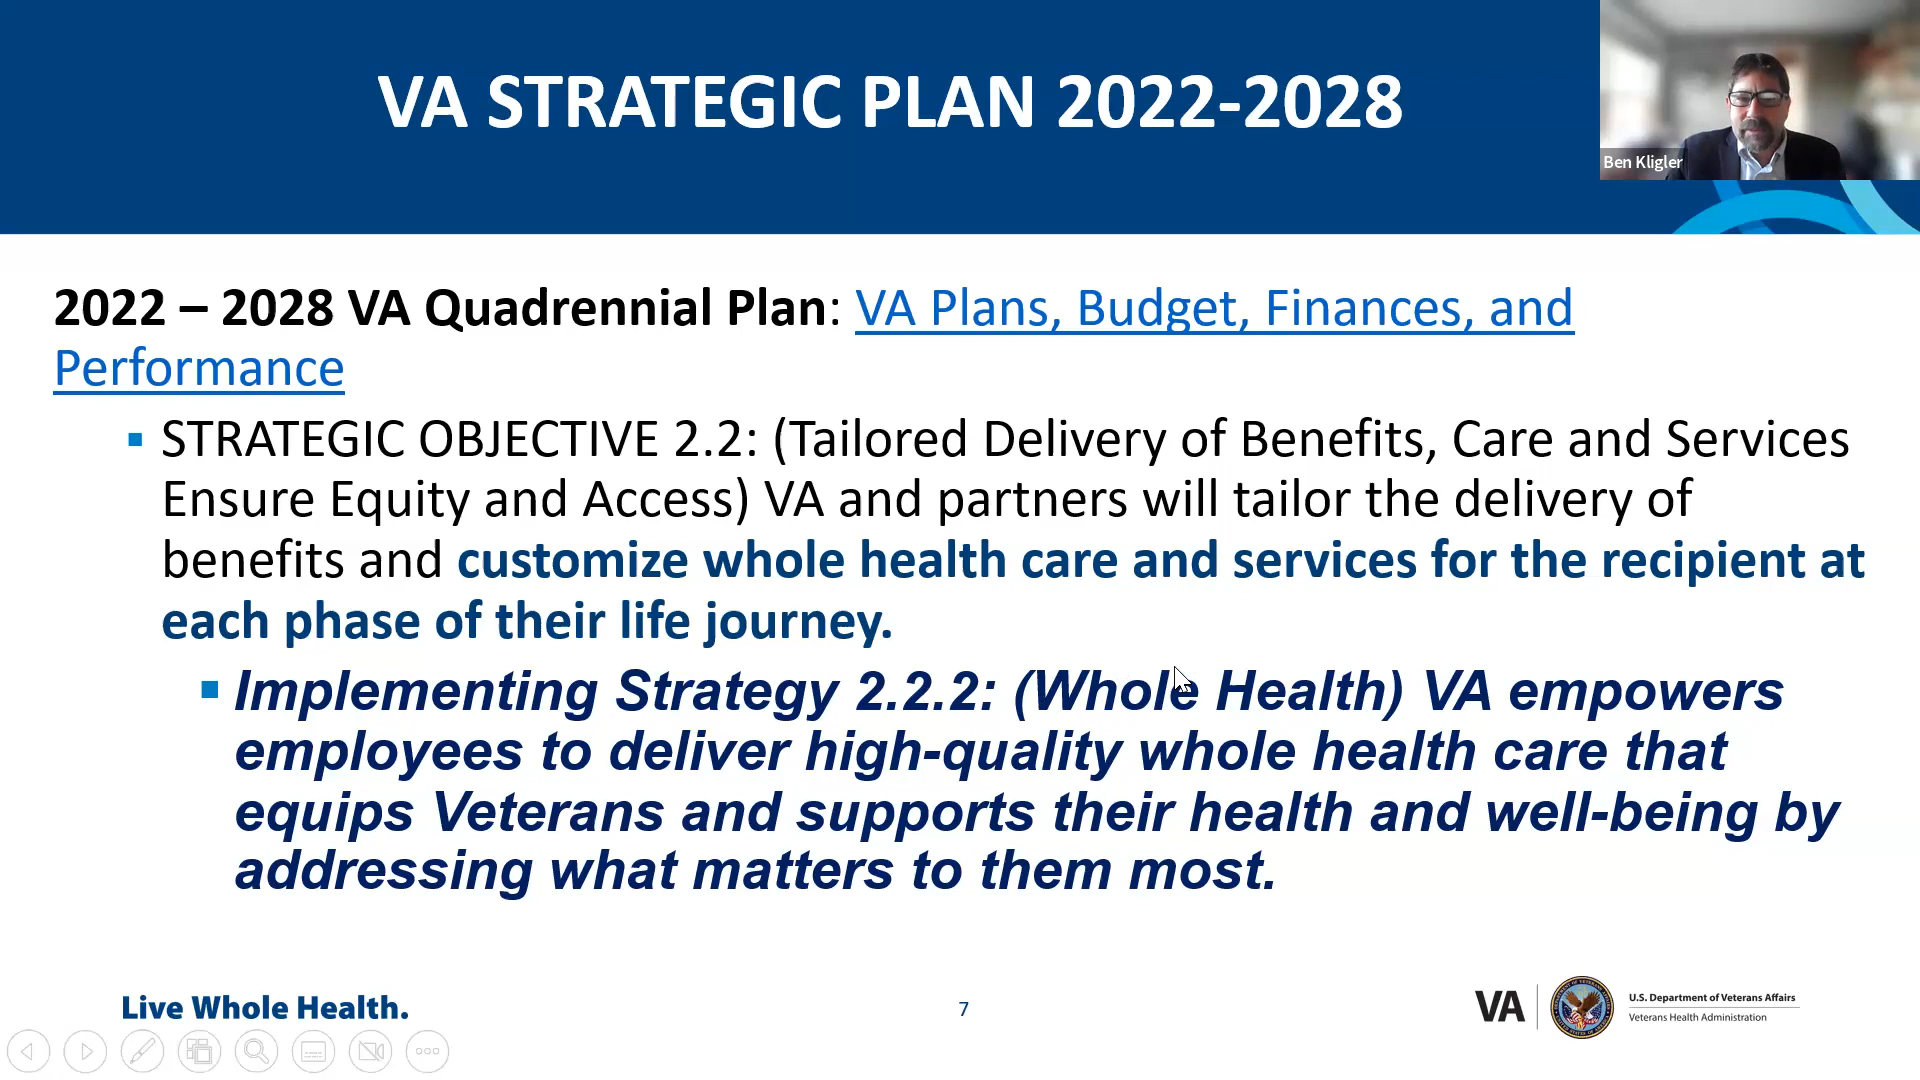 VA STRATEGIC PLAN 2022-2028
Ben Kligler
2022 – 2028 VA Quadrennial Plan: VA Plans, Budget, Finances, and
Performance
STRATEGIC OBJECTIVE 2.2: (Tailored Delivery of Benefits, Care and Services
Ensure Equity and Access) VA and partners will tailor the delivery of
benefits and customize whole health care and services for the recipient at
each phase of their life journey.
Implementing Strategy 2.2.2: (Whole Health) VA empowers
employees to deliver high-quality whole health care that
equips Veterans and supports their health and well-being by
addressing what matters to them most.
Live Whole Health.
7
VA
U.S. Department of Veterans Affairs
Veterans Health Administration